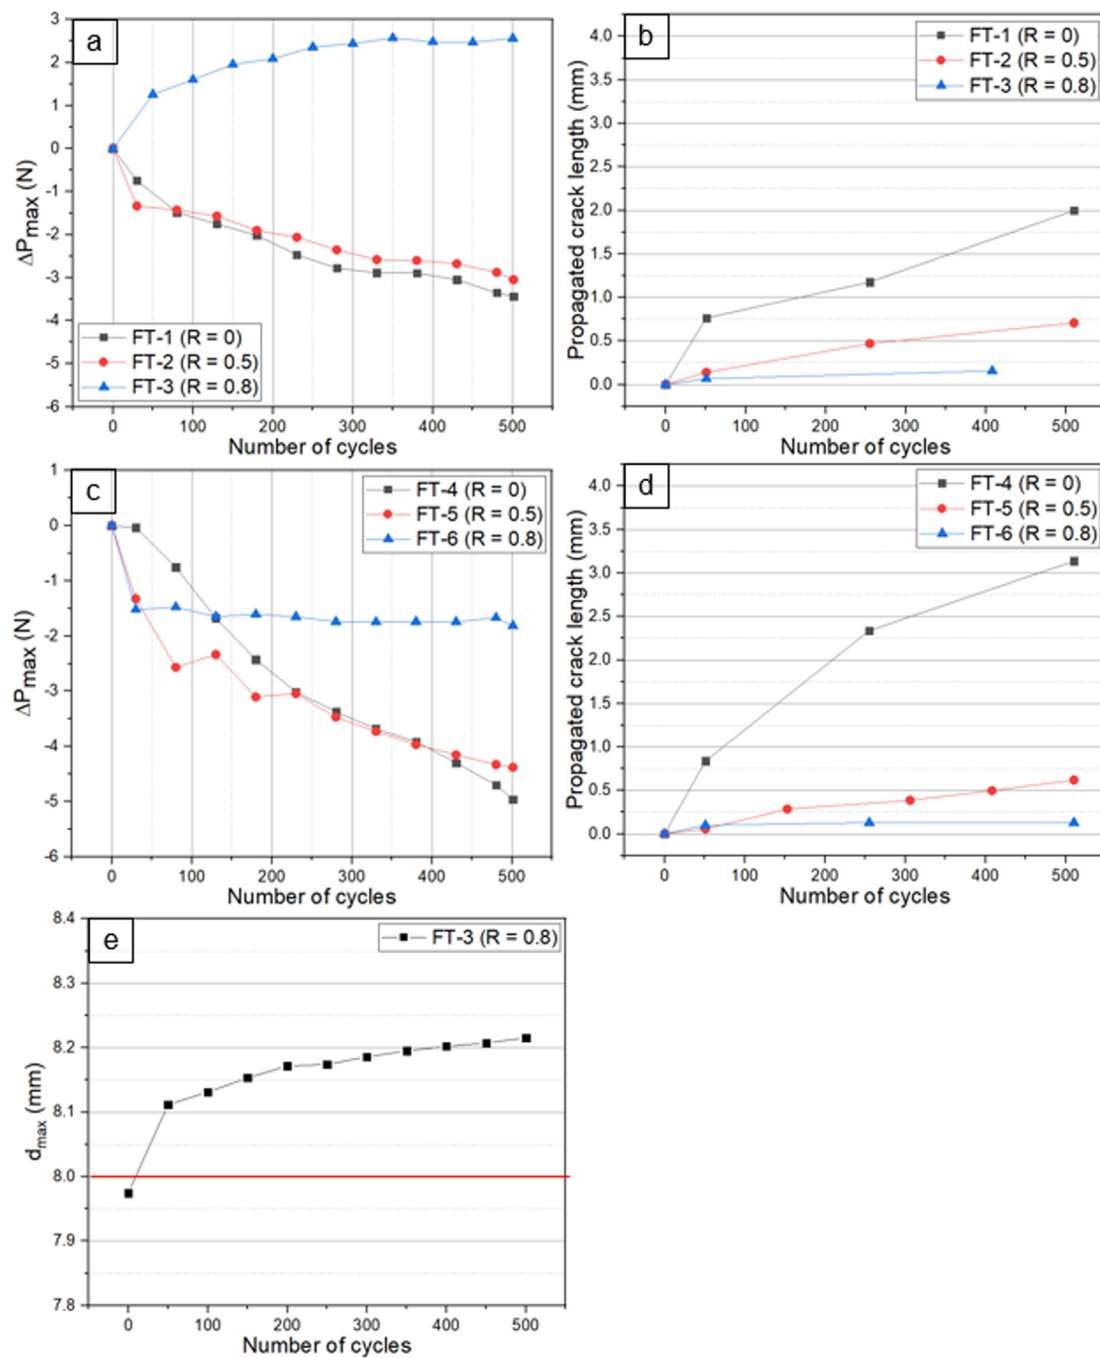 a
3
2
1
0
-1
-2
-3
-4
-5
-6
ΔPmax (N)
FT-1 (R = 0)
FT-2 (R = 0.5)
FT-3 (R = 0.8)
0 100 200 300 400 500
Number of cycles
b
4.0
3.5
3.0
2.5
2.0
1.5
1.0
0.5
0.0
Propagated crack length (mm)
FT-1 (R = 0)
FT-2 (R = 0.5)
FT-3 (R = 0.8)
0 100 200 300 400 500
Number of cycles
c
1
0
-1
-2
-3
-4
-5
-6
ΔPmax (N)
FT-4 (R = 0)
FT-5 (R = 0.5)
FT-6 (R = 0.8)
0 100 200 300 400 500
Number of cycles
d
4.0
3.5
3.0
2.5
2.0
1.5
1.0
0.5
0.0
Propagated crack length (mm)
FT-4 (R = 0)
FT-5 (R = 0.5)
FT-6 (R = 0.8)
0 100 200 300 400 500
Number of cycles
e
8.4
8.3
8.2
8.1
8.0
7.9
7.8
dmax (mm)
FT-3 (R = 0.8)
0 100 200 300 400 500
Number of cycles